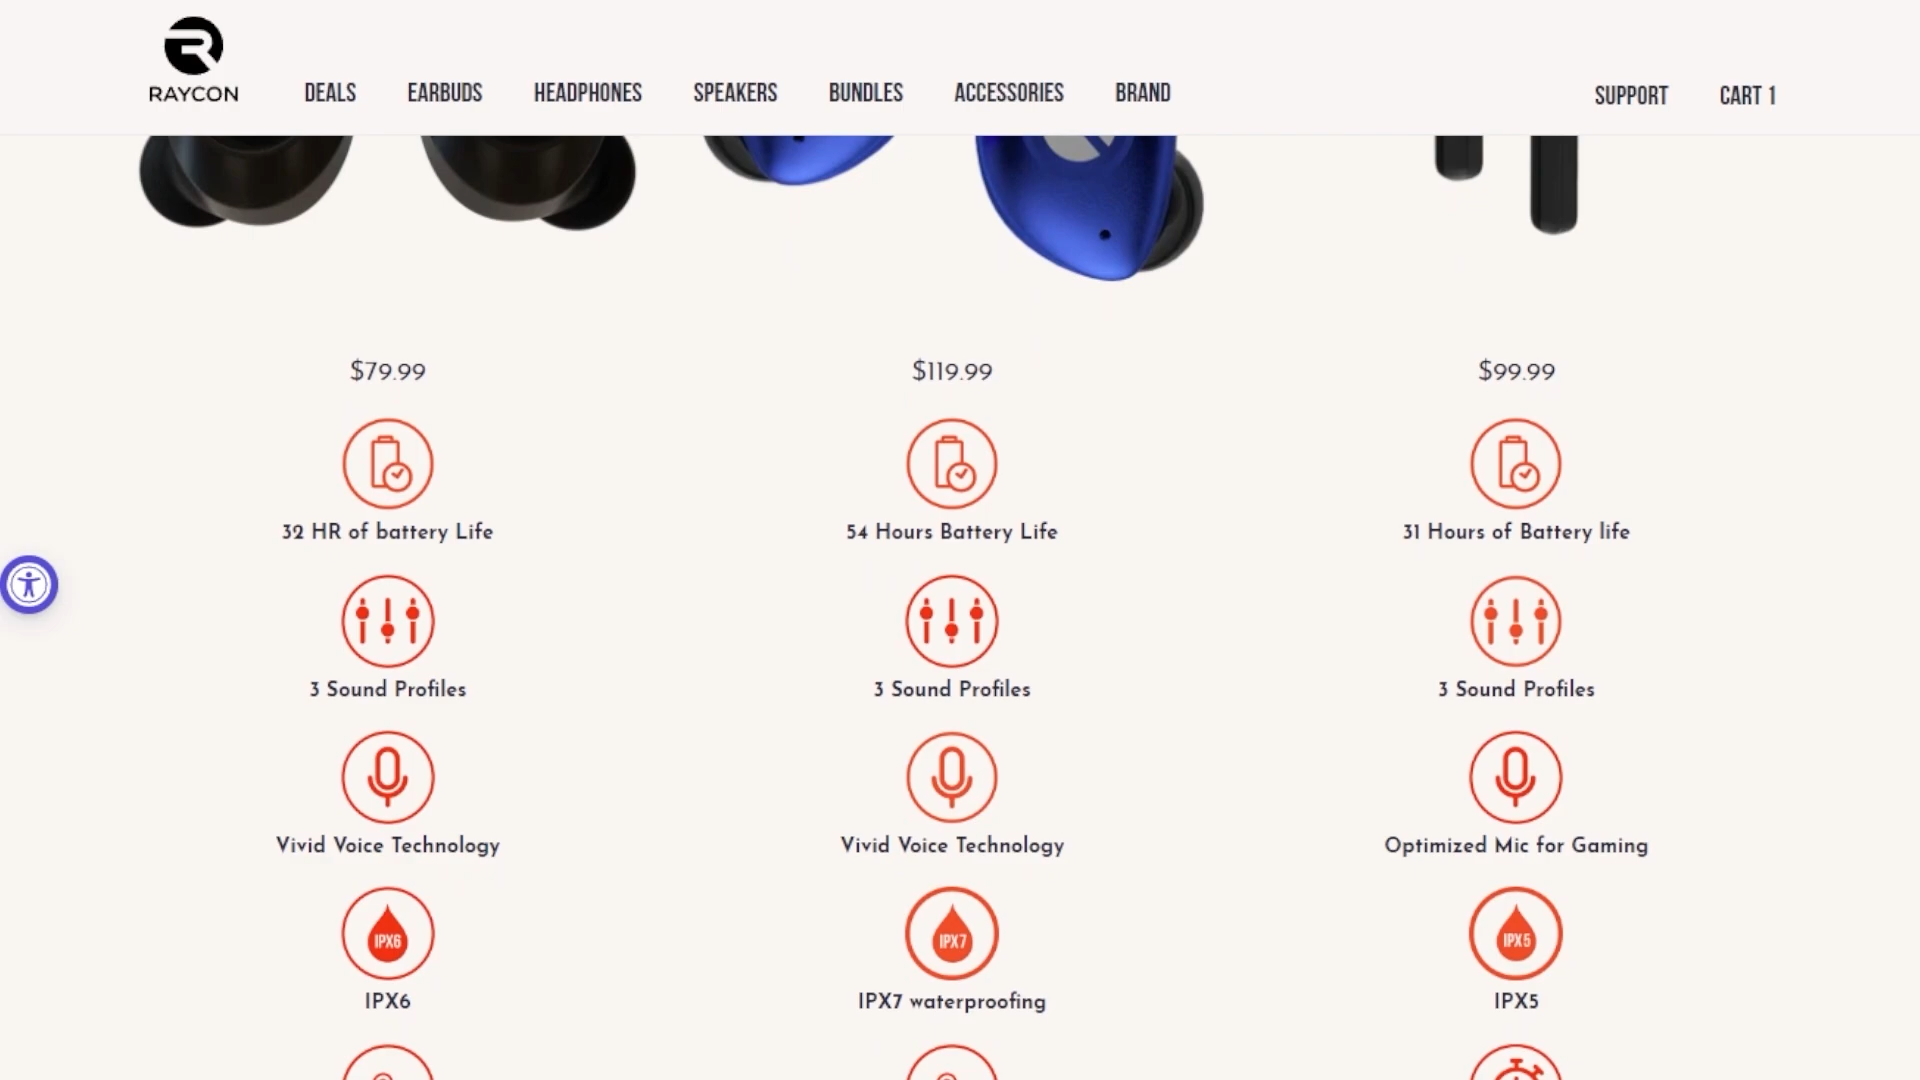 RAYCON
DEALS EARBUDS HEADPHONES SPEAKERS BUNDLES ACCESSORIES BRAND SUPPORT CART 1
$79.99 $119.99 $99.99
32 HR of battery Life 54 Hours Battery Life 31 Hours of Battery life
3 Sound Profiles 3 Sound Profiles 3 Sound Profiles
Vivid Voice Technology Vivid Voice Technology Optimized Mic for Gaming
IPX6 IPX7 IPX5
IPX6 IPX7 waterproofing IPX5